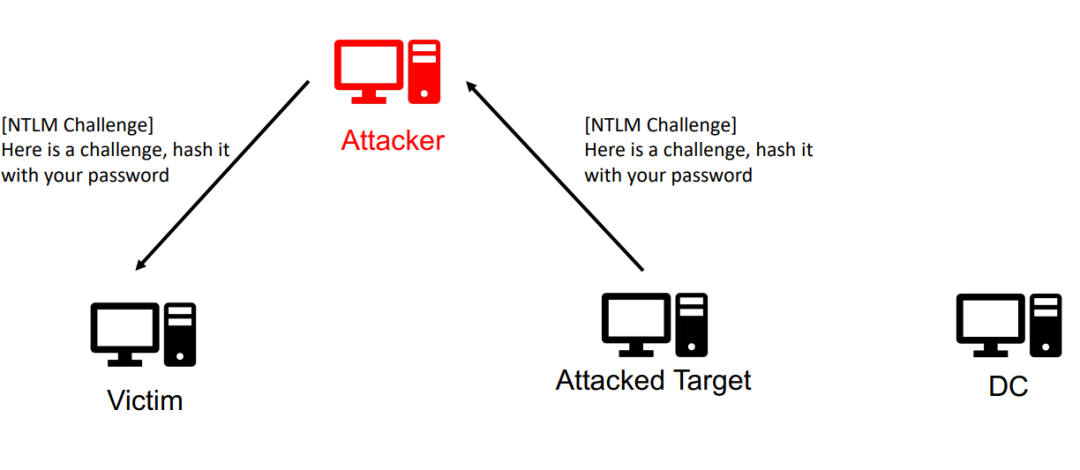 Attacker
[NTLM Challenge]
Here is a challenge, hash it
with your password
[NTLM Challenge]
Here is a challenge, hash it
with your password
Victim
Attacked Target
DC